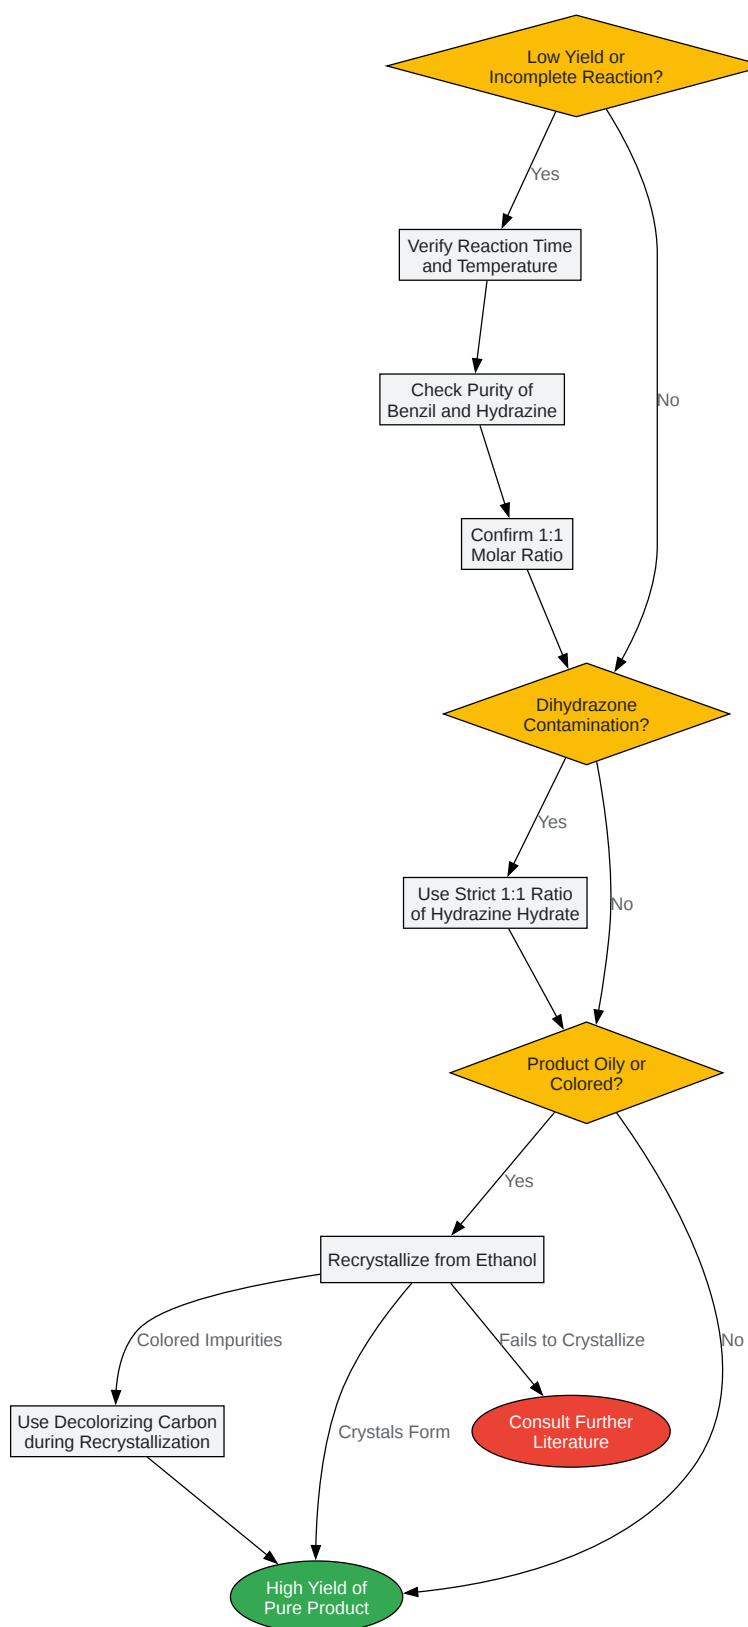 Low Yield or
Incomplete Reaction?
Yes
Verify Reaction Time
and Temperature
Check Purity of
Benzil and Hydrazine
No
Confirm 1:1
Molar Ratio
Dihydrazone
Contamination?
Yes
Use Strict 1:1 Ratio
of Hydrazine Hydrate
No
Product Oily or
Colored?
Yes
Recrystallize from Ethanol
Colored Impurities
Fails to Crystallize
No
Use Decolorizing Carbon
during Recrystallization
Crystals Form
Consult Further
Literature
High Yield of
Pure Product